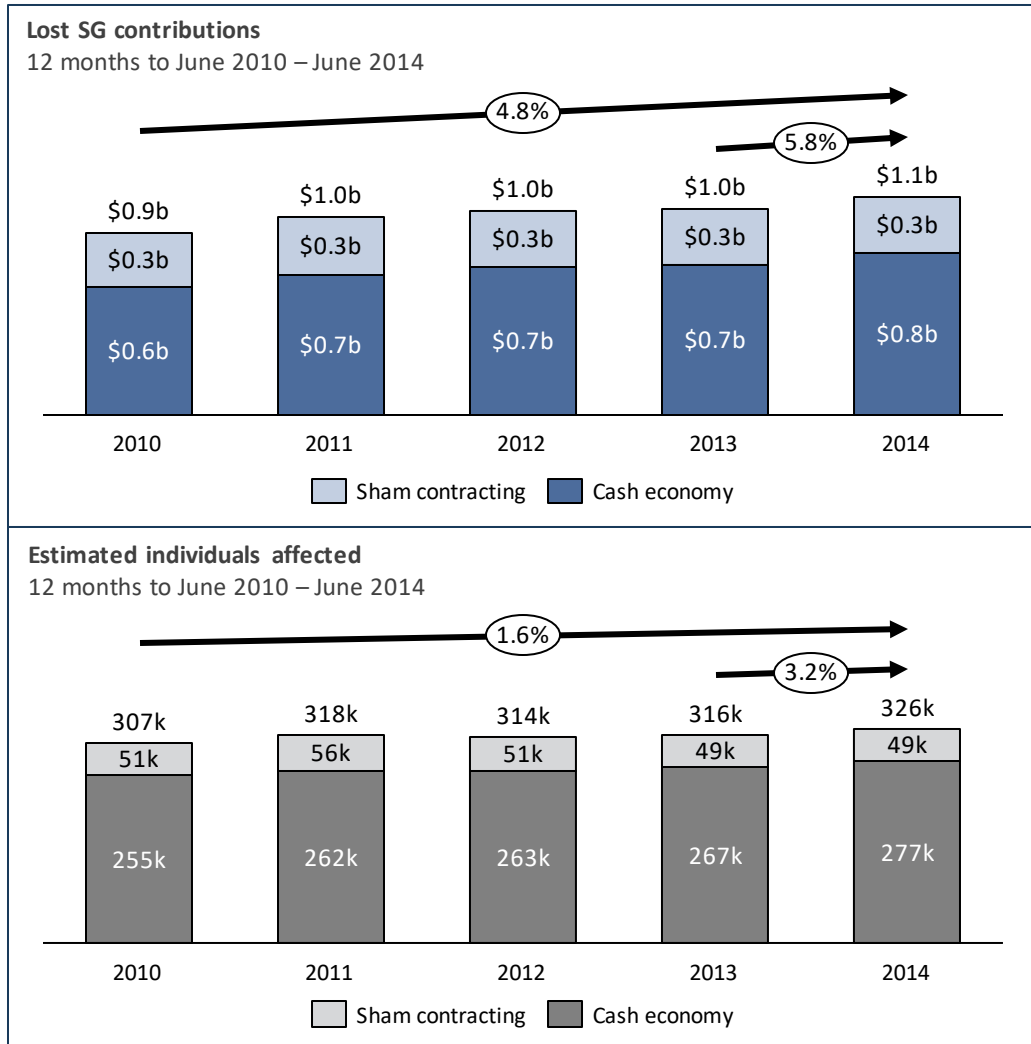 Lost SG contributions
12 months to June 2010 – June 2014
4.8%
5.8%
$0.9b $1.0b $1.0b $1.0b $1.1b
$0.3b $0.3b $0.3b $0.3b $0.3b
$0.6b $0.7b $0.7b $0.7b $0.8b
2010 2011 2012 2013 2014
Sham contracting Cash economy
Estimated individuals affected
12 months to June 2010 – June 2014
1.6%
3.2%
307k 318k 314k 316k 326k
51k 56k 51k 49k 49k
255k 262k 263k 267k 277k
2010 2011 2012 2013 2014
Sham contracting Cash economy